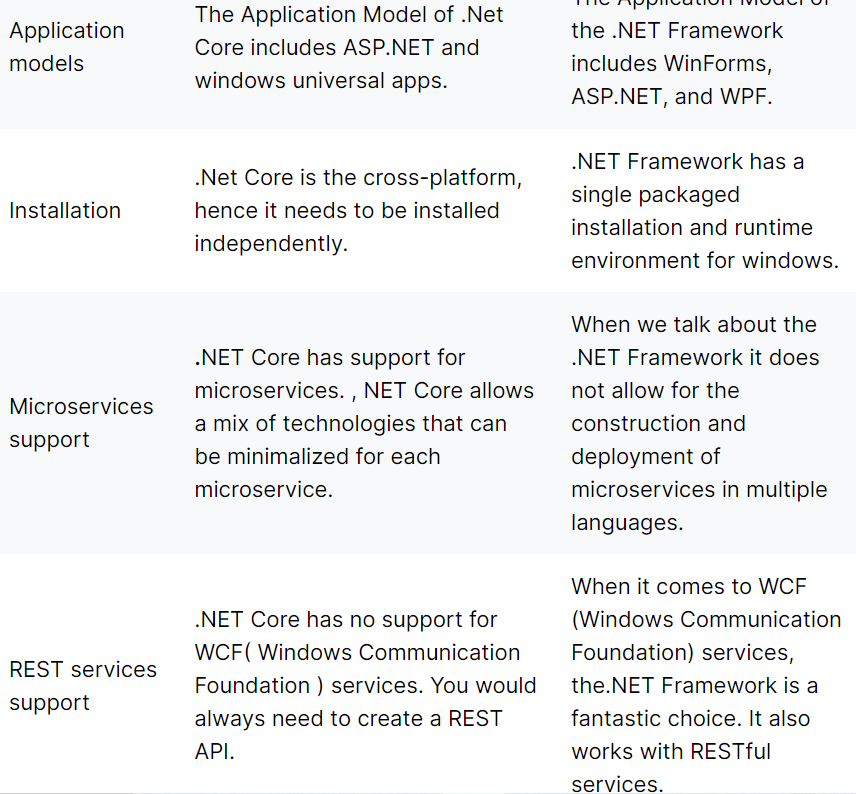 Application
models
The Application Model of .Net
Core includes ASP.NET and
windows universal apps.
The Application Model of
the .NET Framework
includes WinForms,
ASP.NET, and WPF.
Installation
.Net Core is the cross-platform,
hence it needs to be installed
independently.
.NET Framework has a
single packaged
installation and runtime
environment for windows.
Microservices
support
.NET Core has support for
microservices. , NET Core allows
a mix of technologies that can
be minimalized for each
microservice.
When we talk about the
.NET Framework it does
not allow for the
construction and
deployment of
microservices in multiple
languages.
REST services
support
.NET Core has no support for
WCF( Windows Communication
Foundation ) services. You would
always need to create a REST
API.
When it comes to WCF
(Windows Communication
Foundation) services,
the.NET Framework is a
fantastic choice. It also
works with RESTful
services.